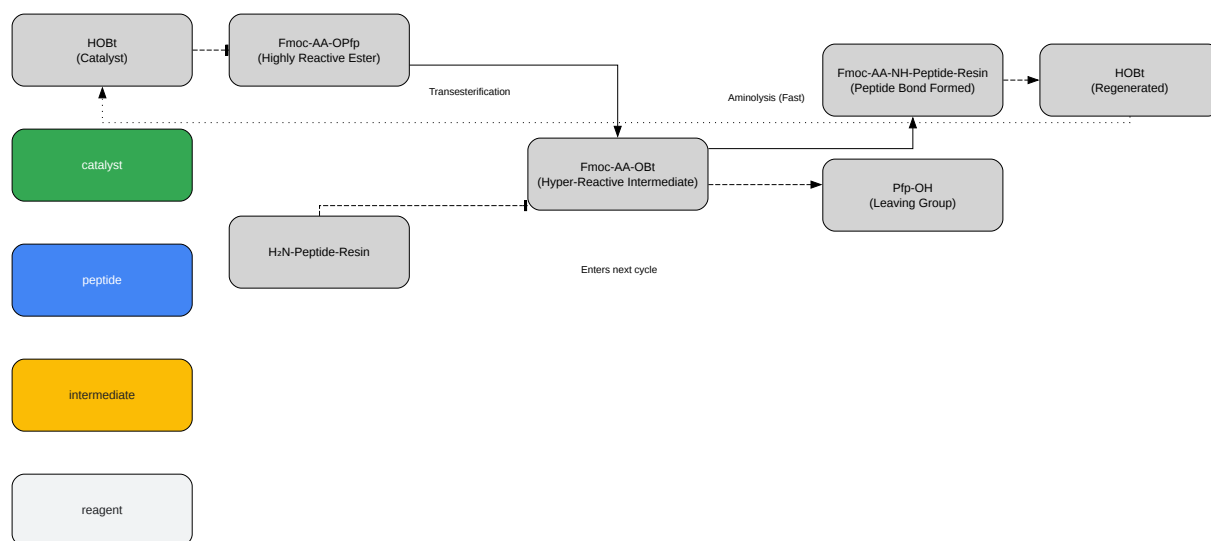 HOBt
(Catalyst)
Fmoc-AA-OPfp
(Highly Reactive Ester)
Fmoc-AA-NH-Peptide-Resin
(Peptide Bond Formed)
HOBt
(Regenerated)
Transesterification
Aminolysis (Fast)
catalyst
Fmoc-AA-OBt
(Hyper-Reactive Intermediate)
Pfp-OH
(Leaving Group)
H₂N-Peptide-Resin
Enters next cycle
peptide
intermediate
reagent